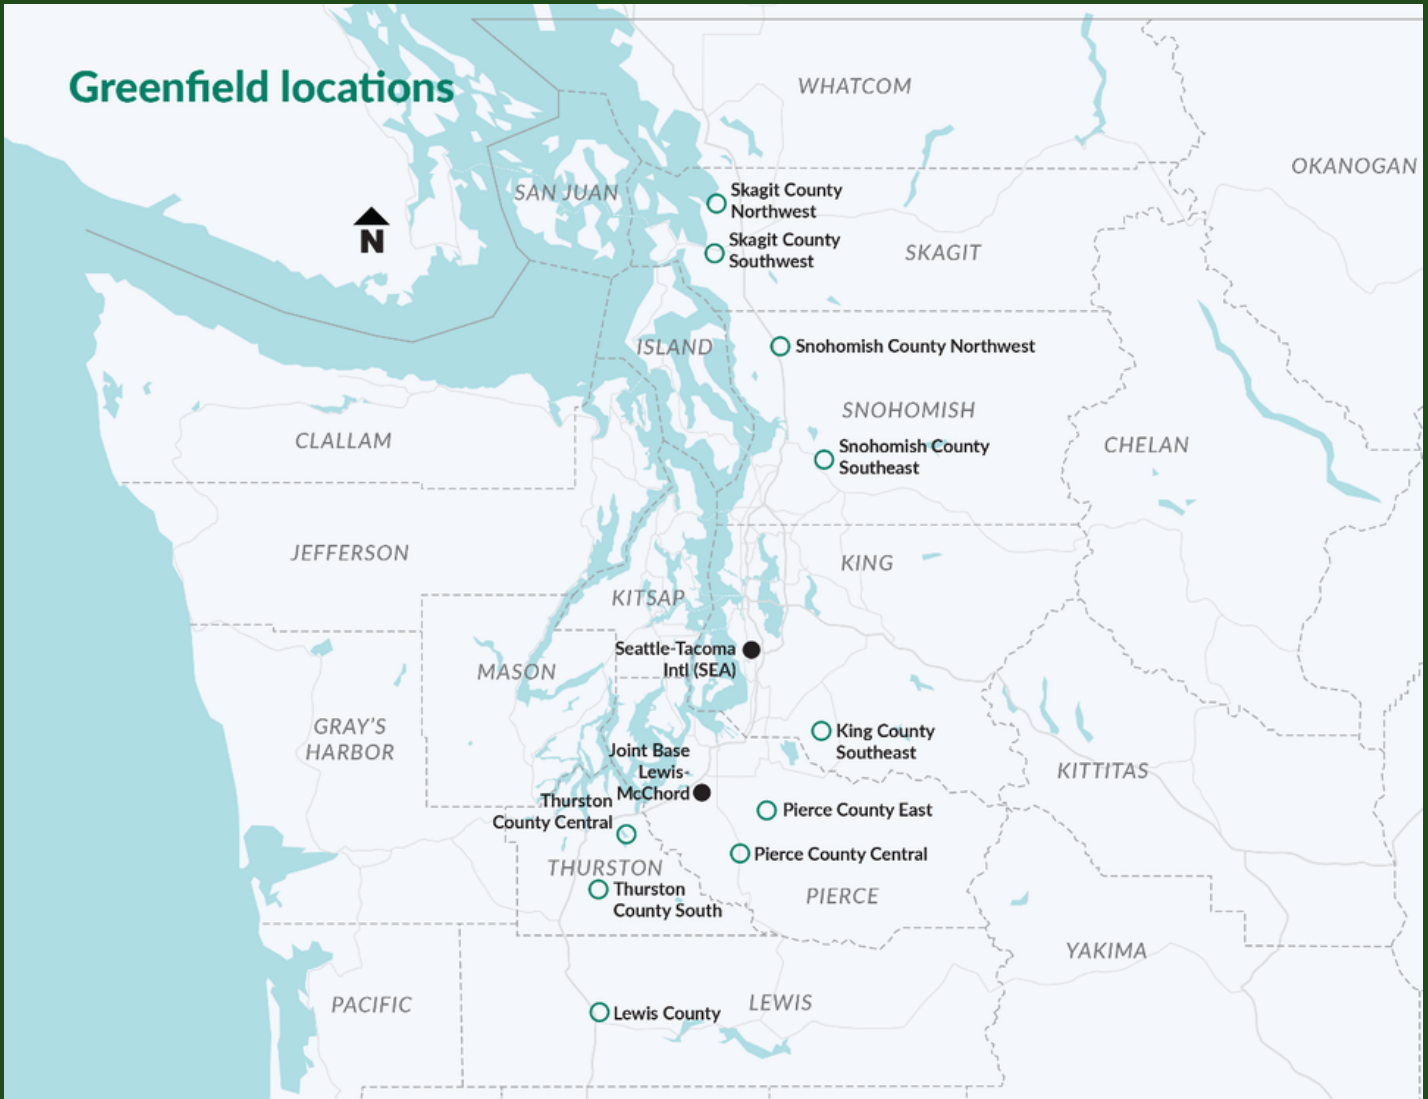 Greenfield locations
WHATCOM
OKANOGAN
SAN JUAN
Skagit County
Northwest
N
Skagit County
Southwest
SKAGIT
ISLAND
Snohomish County Northwest
SNOHOMISH
CLALLAM
Snohomish County
Southeast
CHELAN
JEFFERSON
KING
KITSAP
Seattle-Tacoma
Intl (SEA)
MASON
GRAY'S
HARBOR
King County
Southeast
Joint Base
Lewis-
McChord
KITTITAS
Thurston
County Central
Pierce County East
Pierce County Central
THURSTON
Thurston
County South
PIERCE
YAKIMA
PACIFIC
LEWIS
Lewis County